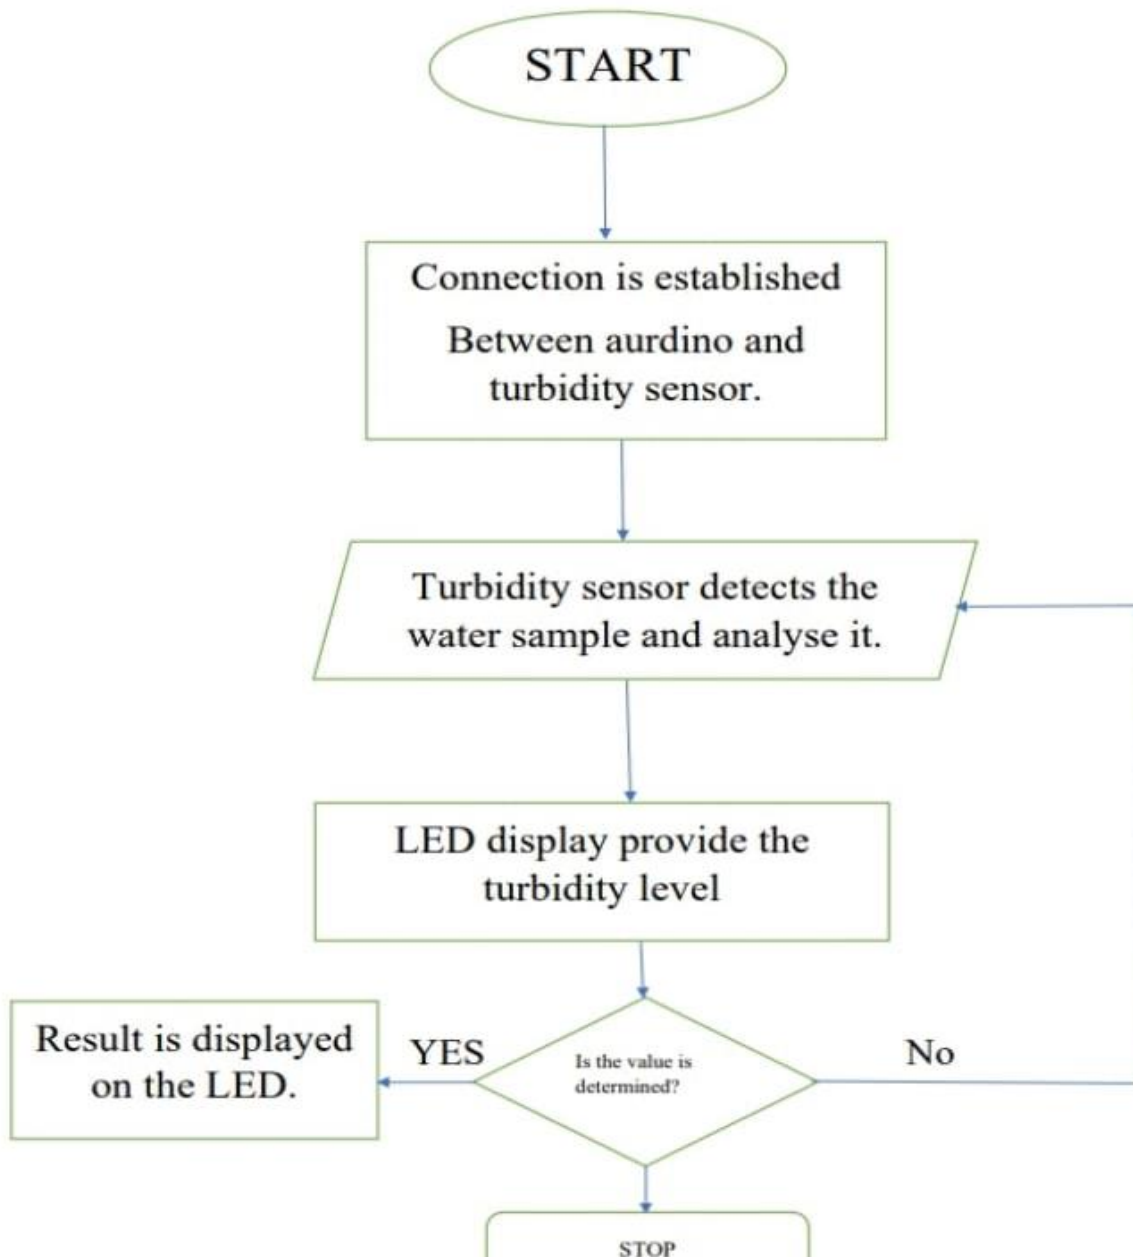 START
Connection is established
Between aurdino and
turbidity sensor.
Turbidity sensor detects the
water sample and analyse it.
LED display provide the
turbidity level
Result is displayed
on the LED.
YES
Is the value is
determined?
No
STOP